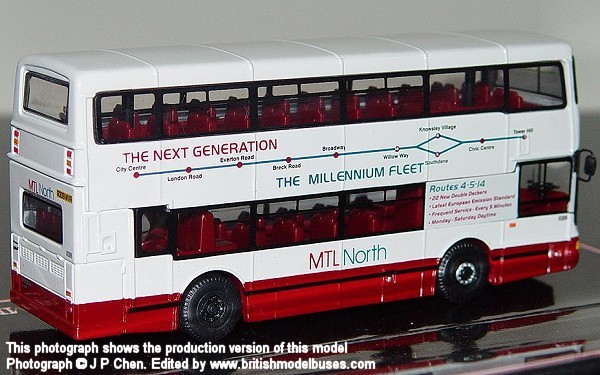 THE NEXT GENERATION
City Centre
London Road
Everton Road
Breck Road
Broadway
Willow Way
Knowsley Village
Southdene
Civic Centre
Tower Hill
THE MILLENNIUM FLEET
Routes 4·5·14
• 22 New Double Deckers
• Latest European Emission Standard
• Frequent Service - Every 5 Minutes
• Monday - Saturday Daytime
MTL North
MTL North
This photograph shows the production version of this model
Photograph © J P Chen. Edited by www.britishmodelbuses.com.